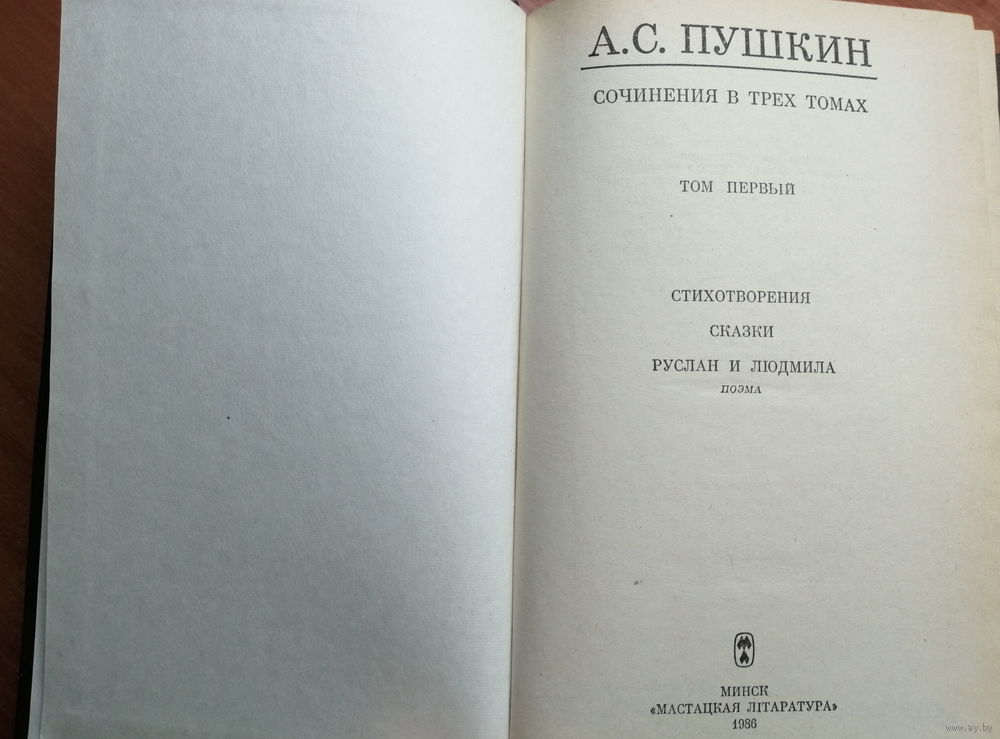 А.С. ПУШКИН
СОЧИНЕНИЯ В ТРЕХ ТОМАХ
ТОМ ПЕРВЫЙ
СТИХОТВОРЕНИЯ
СКАЗКИ
РУСЛАН И ЛЮДМИЛА
ПОЭМА
МИНСК
«МАСТАЦКАЯ ЛІТАРАТУРА»
1986
www.ay.by